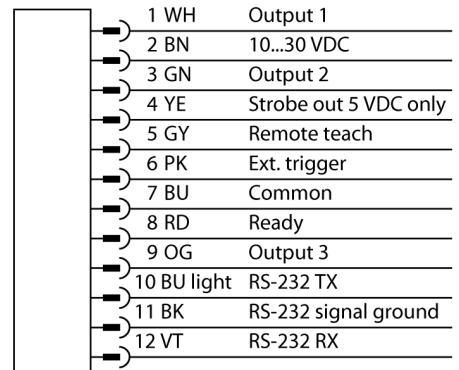 1 WH Output 1
2 BN 10...30 VDC
3 GN Output 2
4 YE Strobe out 5 VDC only
5 GY Remote teach
6 PK Ext. trigger
7 BU Common
8 RD Ready
9 OG Output 3
10 BU light RS-232 TX
11 BK RS-232 signal ground
12 VT RS-232 RX